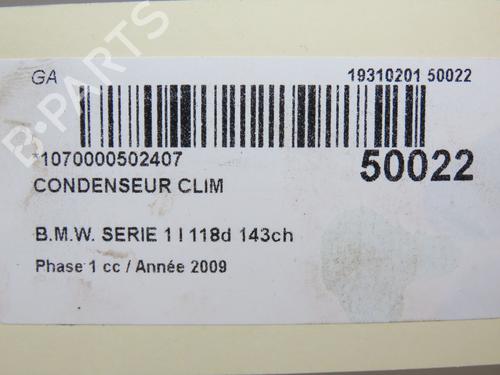 GA
19310201 50022
*1070000502407
50022
CONDENSEUR CLIM
B.M.W. SERIE 1 I 118d 143ch
Phase 1 cc / Année 2009
B-PARTS